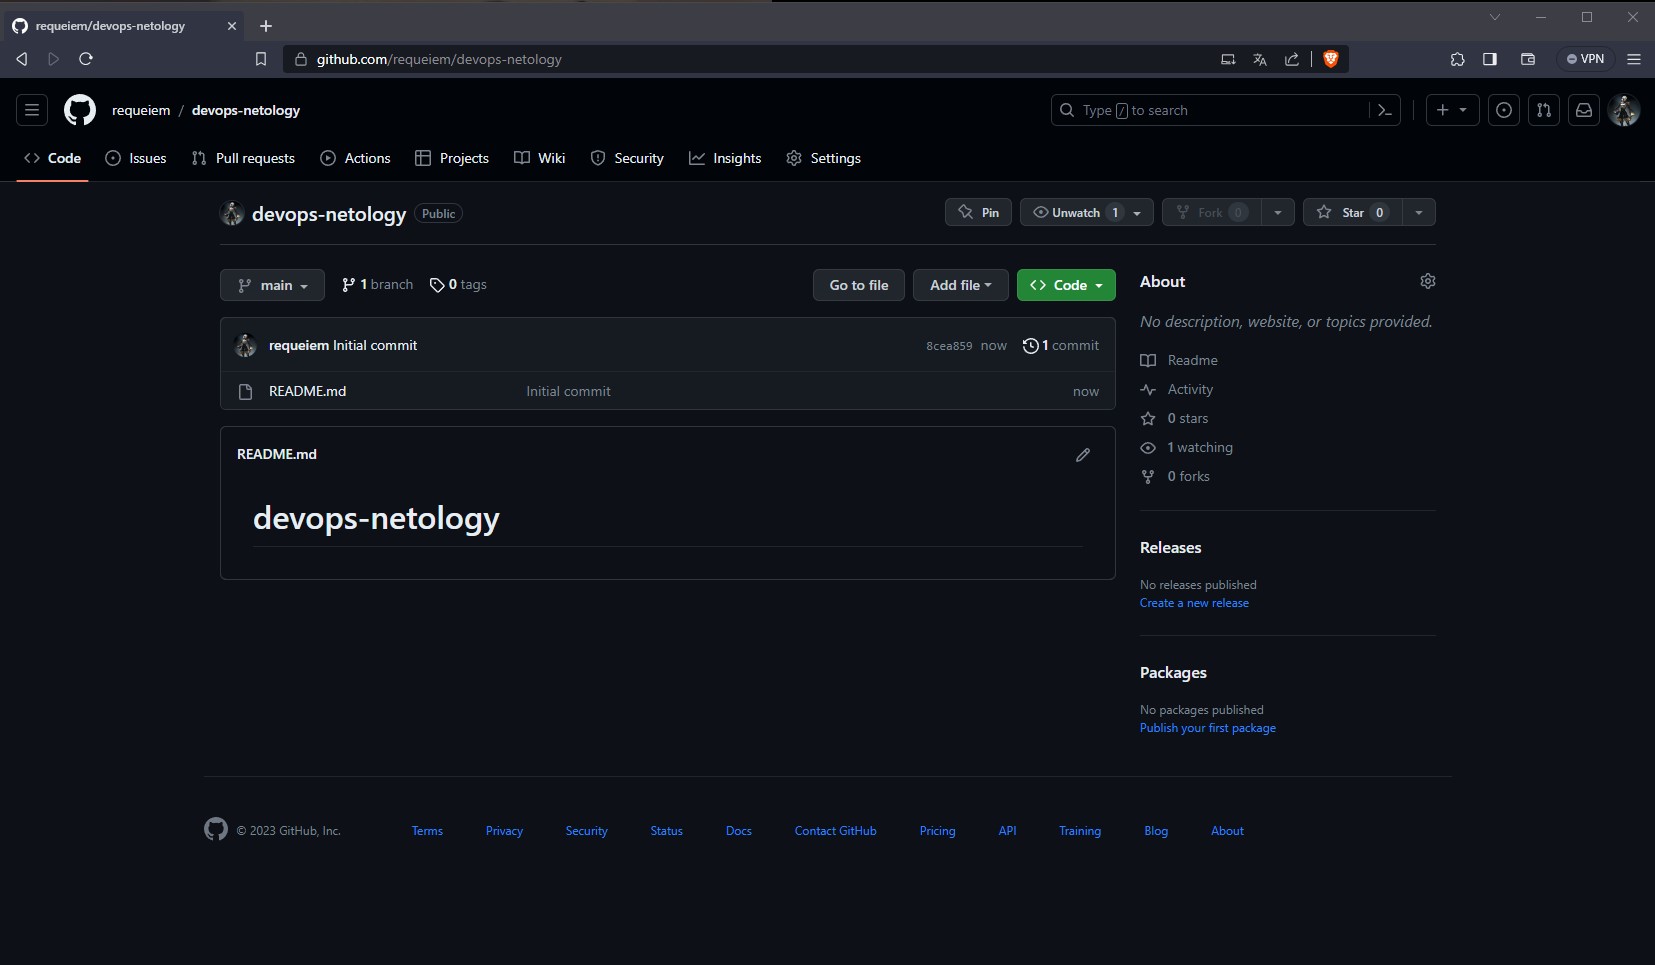 requeiem/devops-netology
github.com/requeiem/devops-netology
VPN
requeiem / devops-netology
Type / to search
Code Issues Pull requests Actions Projects Wiki Security Insights Settings
devops-netology Public
Pin Unwatch 1 Fork 0 Star 0
main 1 branch 0 tags Go to file Add file Code
requeiem Initial commit 8cea859 now 1 commit
README.md Initial commit now
README.md
devops-netology
About
No description, website, or topics provided.
Readme
Activity
0 stars
1 watching
0 forks
Releases
No releases published
Create a new release
Packages
No packages published
Publish your first package
© 2023 GitHub, Inc. Terms Privacy Security Status Docs Contact GitHub Pricing API Training Blog About